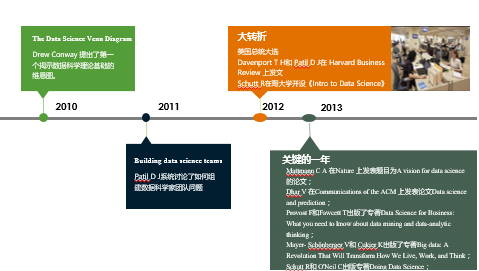 The Data Science Venn Diagram
Drew Conway 提出了第一
个揭示数据科学理论基础的
维恩图。
大转折
美国总统大选
Davenport T H和 Patil D J在 Harvard Business
Review 上发文
Schutt R在哥大学开设《Intro to Data Science》
2010
2011
2012
2013
Building data science teams
Patil D J系统讨论了如何组
建数据科学家团队问题
关键的一年
Mattmann C A 在Nature 上发表题目为A vision for data science
的论文；
Dhar V 在Communications of the ACM 上发表论文Data science
and prediction；
Provost F和Fawcett T出版了专著Data Science for Business:
What you need to know about data mining and data-analytic
thinking；
Mayer- Schönberger V和 Cukier K出版了专著Big data: A
Revolution That Will Transform How We Live, Work, and Think；
Schutt R和 O'Neil C出版专著Doing Data Science；